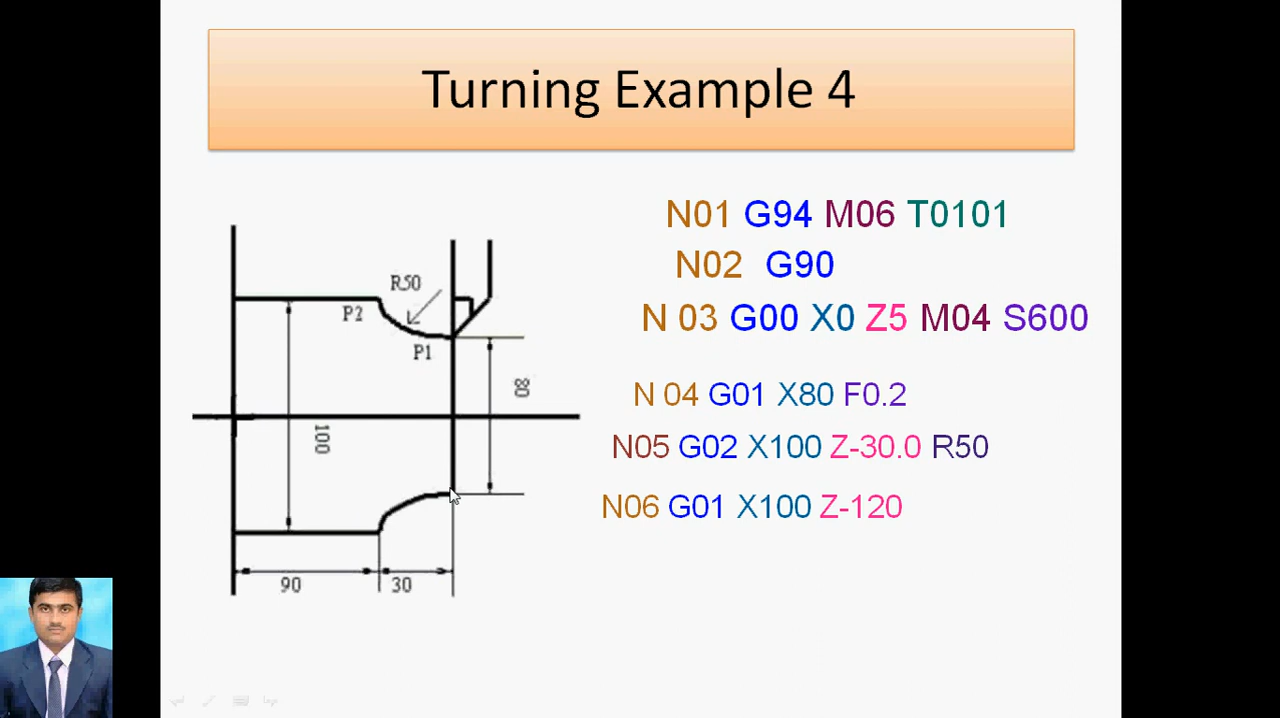 Turning Example 4
N01 G94 M06 T0101
N02 G90
N 03 G00 X0 Z5 M04 S600
N 04 G01 X80 F0.2
N05 G02 X100 Z-30.0 R50
N06 G01 X100 Z-120
R50
P2
P1
80
100
90
30